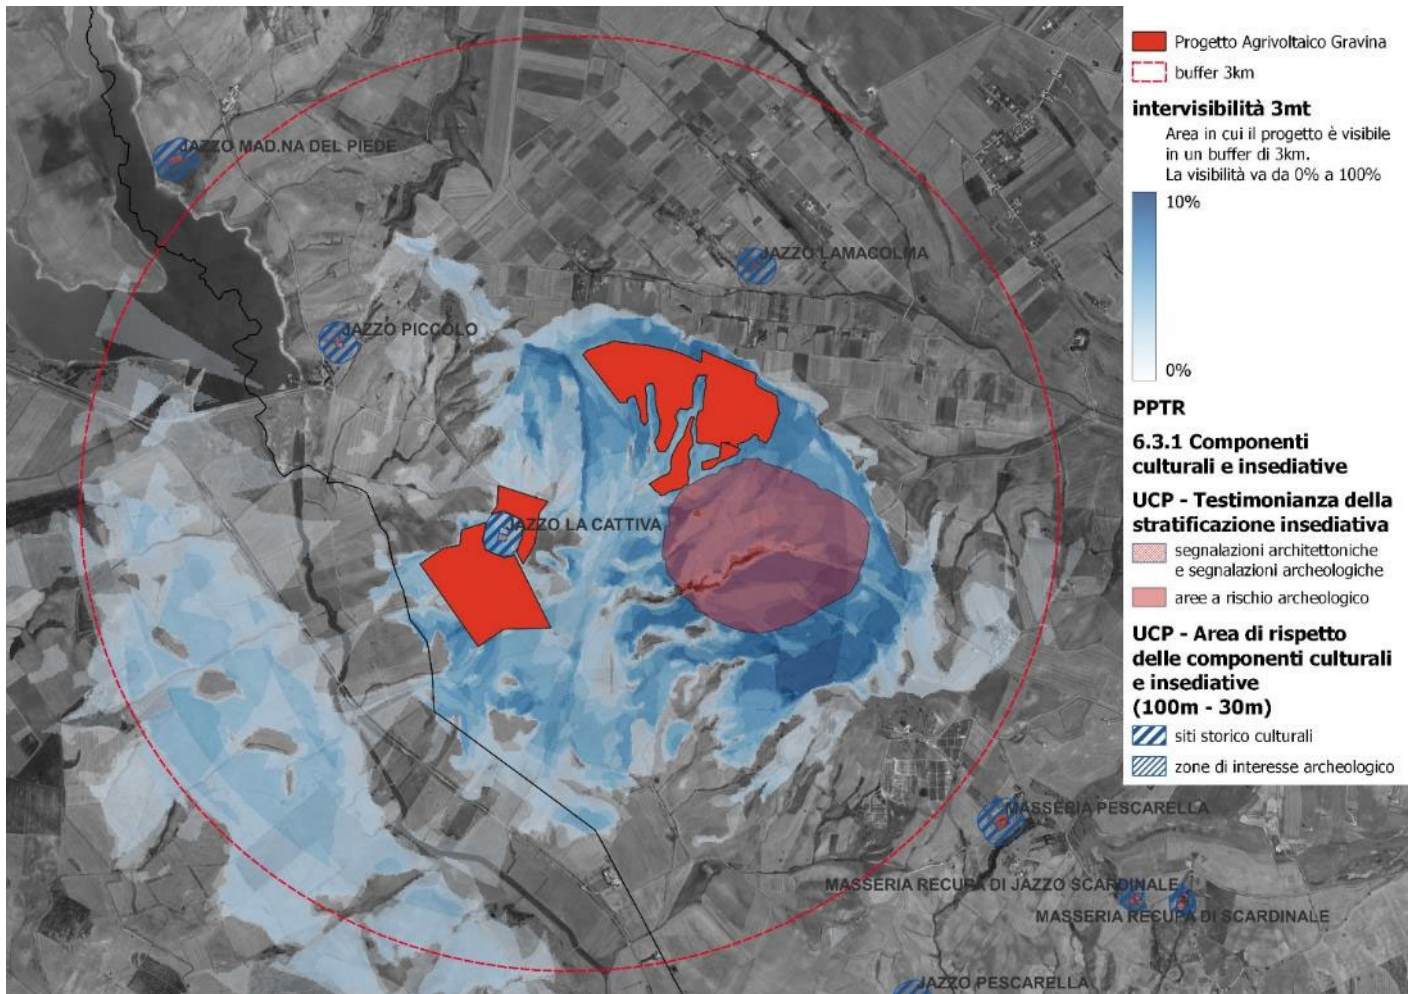 JAZZO MAD.NA DEL PIEDE
JAZZO LAMACOLMA
JAZZO PICCOLO
JAZZO LA CATTIVA
MASSERIA PESCARELLA
MASSERIA RECUPA DI JAZZO SCARDINALE
MASSERIA RECUPA DI SCARDINALE
JAZZO PESCARELLA
Progetto Agrivoltaico Gravina
buffer 3km
intervisibilità 3mt
Area in cui il progetto è visibile
in un buffer di 3km.
La visibilità va da 0% a 100%
10%
0%
PPTR
6.3.1 Componenti
culturali e insediative
UCP - Testimonianza della
stratificazione insediativa
segnalazioni architettoniche
e segnalazioni archeologiche
aree a rischio archeologico
UCP - Area di rispetto
delle componenti culturali
e insediative
(100m - 30m)
siti storico culturali
zone di interesse archeologico